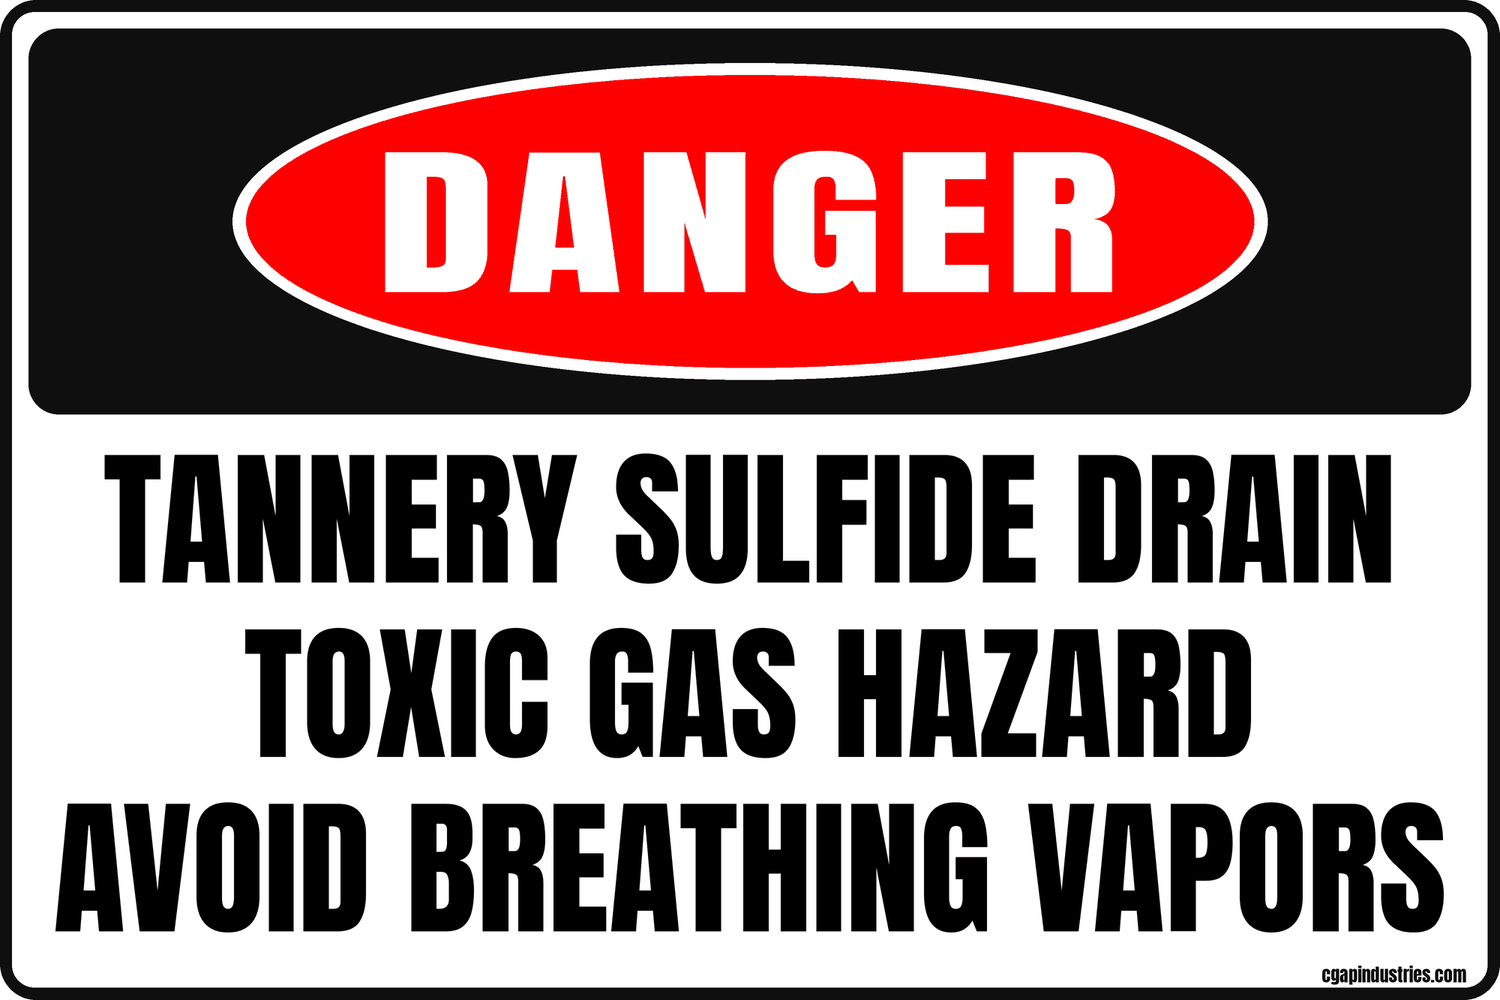 DANGER
TANNERY SULFIDE DRAIN
TOXIC GAS HAZARD
AVOID BREATHING VAPORS
cgapindustries.com